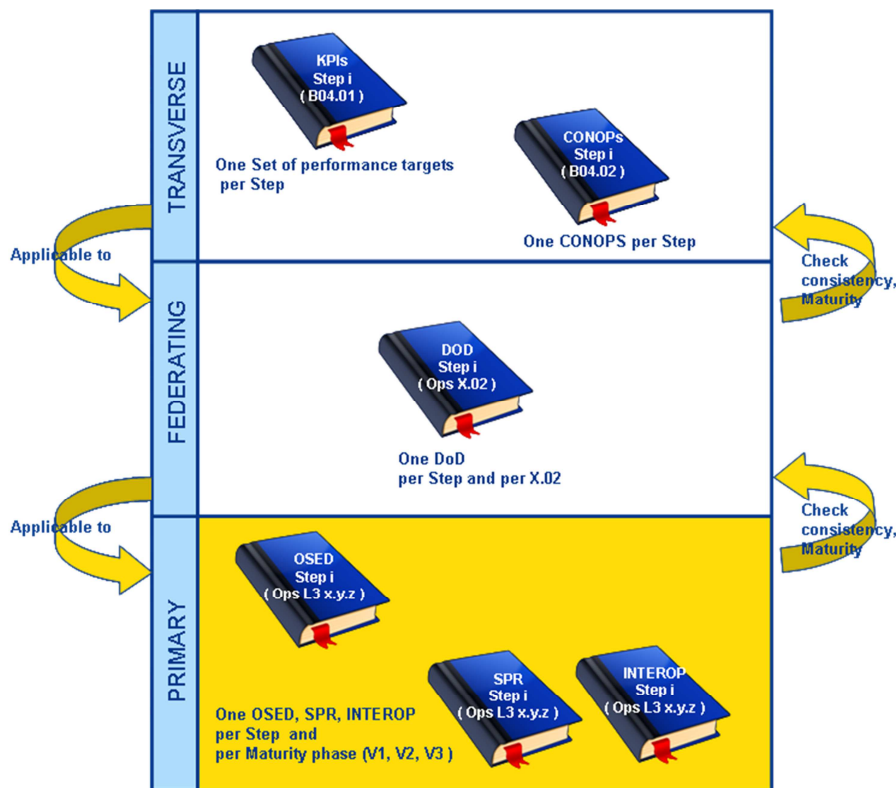 TRANSVERSE
KPIs
Step i
( B04.01 )
One Set of performance targets
per Step
CONOPs
Step i
( B04.02 )
One CONOPS per Step
Applicable to
Check
consistency,
Maturity
FEDERATING
DOD
Step i
( Ops X.02 )
One DoD
per Step and per X.02
Applicable to
Check
consistency,
Maturity
PRIMARY
OSED
Step i
( Ops L3 x.y.z )
SPR
Step i
( Ops L3 x.y.z )
INTEROP
Step i
( Ops L3 x.y.z )
One OSED, SPR, INTEROP
per Step and
per Maturity phase (V1, V2, V3 )